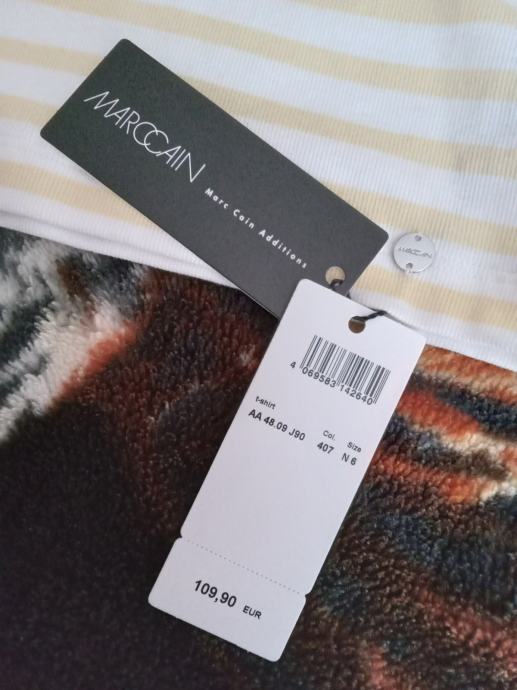 MARCCAIN
Marc Cain Additions
MARCCAIN
4 069583 142640
t-shirt Col. Size
AA 48.09 J90 407 N 6
109,90 EUR